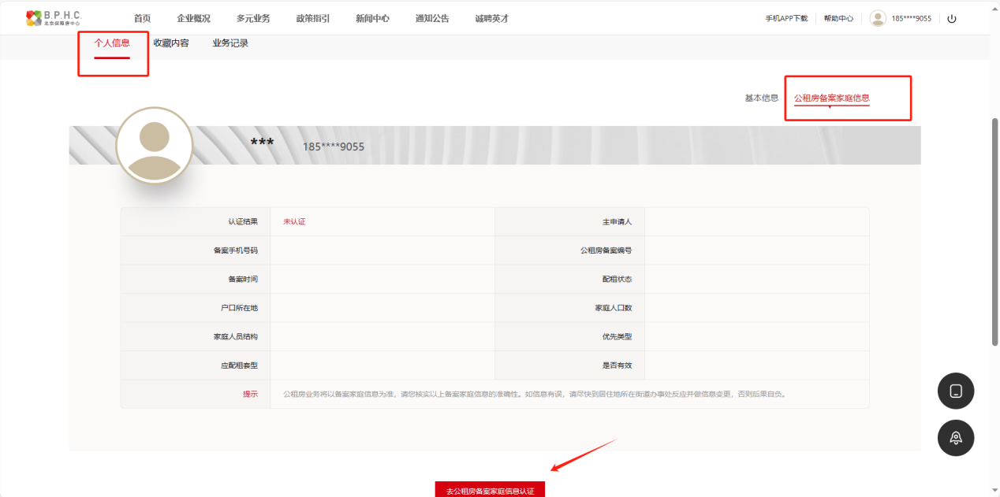 B.P.H.C.
北京保障房中心
首页 企业概况 多元业务 政策指引 新闻中心 通知公告 诚聘英才 手机APP下载 帮助中心 185****9055
个人信息 收藏内容 业务记录
基本信息 公租房备案家庭信息
*** 185****9055
认证结果 未认证 主申请人
备案手机号码 公租房备案编号
备案时间 配租状态
户口所在地 家庭人口数
家庭人员结构 优先类型
应配租套型 是否有效
提示 公租房业务将以备案家庭信息为准，请您核实以上备案家庭信息的准确性。如信息有误，请尽快到居住地所在街道办事处反应并做信息变更，否则后果自负。
去公租房备案家庭信息认证